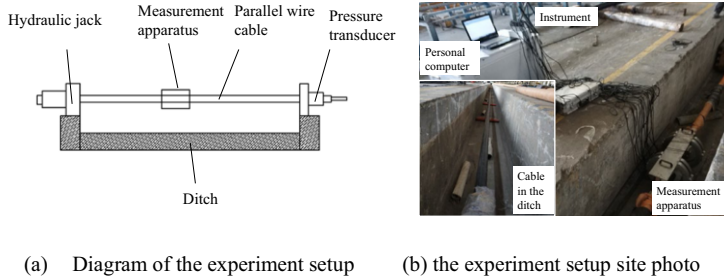 Hydraulic jack
Measurement
apparatus
Parallel wire
cable
Pressure
transducer
Ditch
Instrument
Personal
computer
Cable
in the
ditch
Measurement
apparatus
(a) Diagram of the experiment setup
(b) the experiment setup site photo